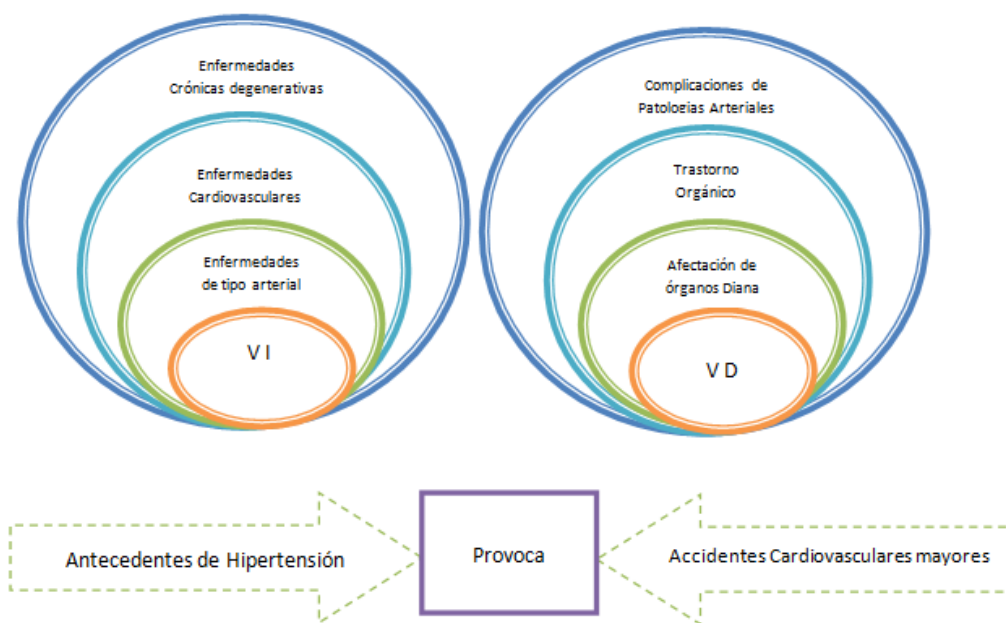 Enfermedades
Crónicas degenerativas
Enfermedades
Cardiovasculares
Enfermedades
de tipo arterial
V I
Complicaciones de
Patologias Arteriales
Trastorno
Orgánico
Afectación de
órganos Diana
V D
Antecedentes de Hipertensión
Provoca
Accidentes Cardiovasculares mayores